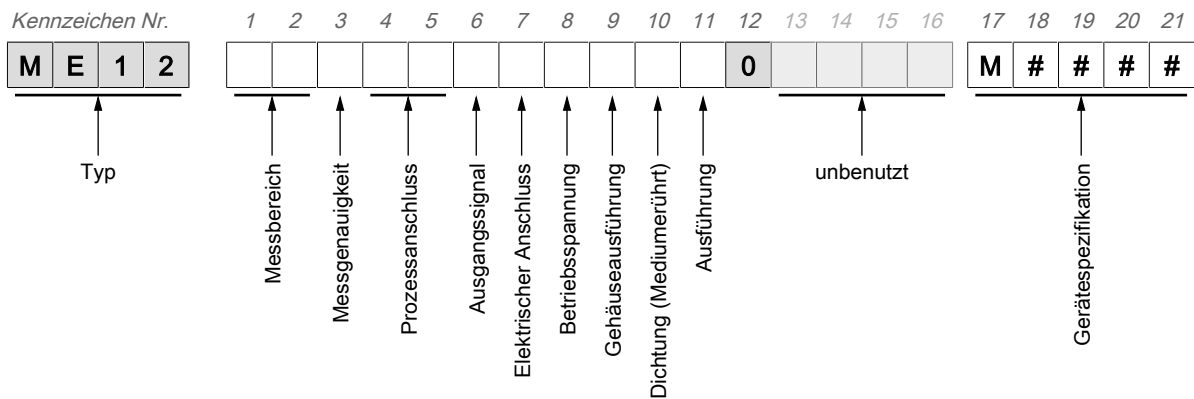 Kennzeichen Nr. 1 2 3 4 5 6 7 8 9 10 11 12 13 14 15 16 17 18 19 20 21
M E 1 2 0 M # # # #
Typ
Messbereich
Messgenauigkeit
Prozessanschluss
Ausgangssignal
Elektrischer Anschluss
Betriebsspannung
Gehäuseausführung
Dichtung (Mediumerührt)
Ausführung
unbenutzt
Gerätespezifikation